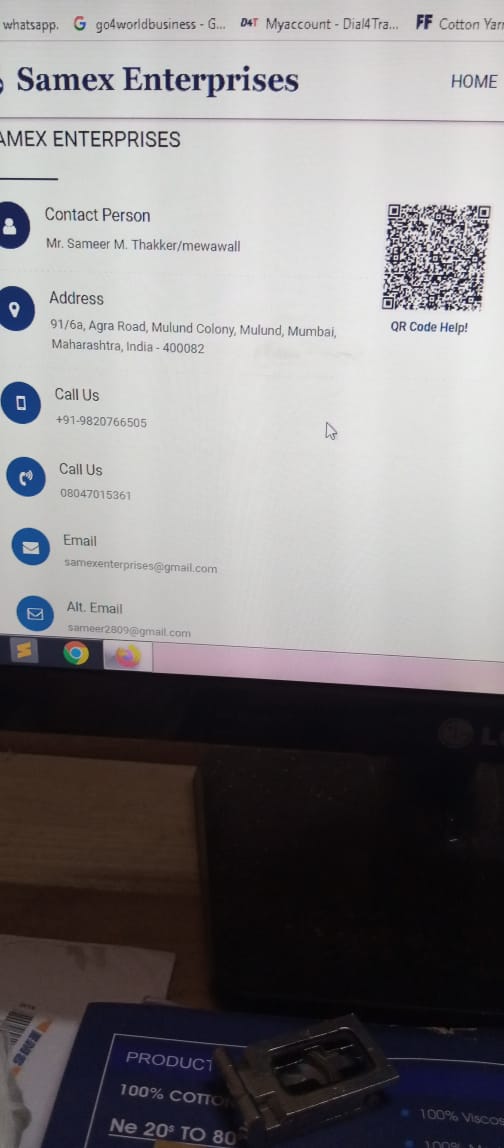 whatsapp. go4worldbusiness - G... D4T Myaccount - Dial4Tra... FF Cotton Yarn
Samex Enterprises HOME
AMEX ENTERPRISES
Contact Person
Mr. Sameer M. Thakker/mewawall
Address
91/6a, Agra Road, Mulund Colony, Mulund, Mumbai,
Maharashtra, India - 400082
QR Code Help!
Call Us
+91-9820766505
Call Us
08047015361
Email
samexenterprises@gmail.com
Alt. Email
sameer2809@gmail.com
LG
PRODUCT
100% COTTO
Ne 20s TO 80
100% Viscos
100%